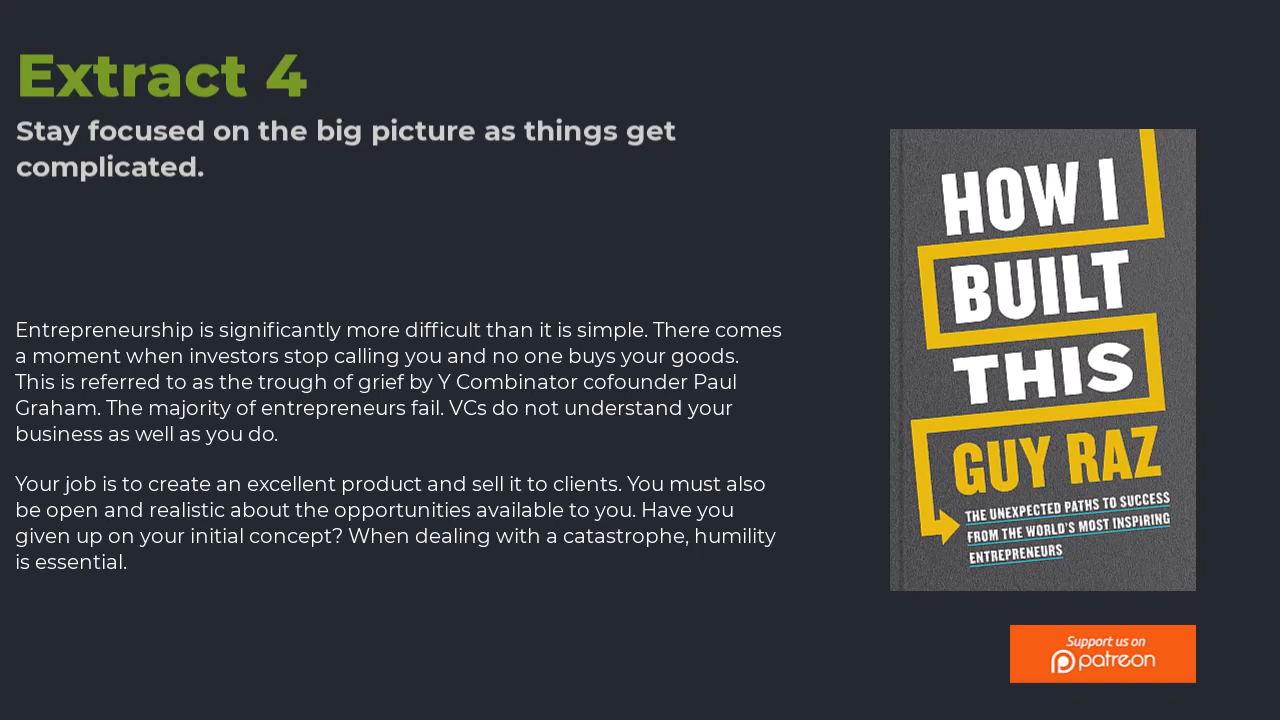 Extract 4
Stay focused on the big picture as things get
complicated.
Entrepreneurship is significantly more difficult than it is simple. There comes
a moment when investors stop calling you and no one buys your goods.
This is referred to as the trough of grief by Y Combinator cofounder Paul
Graham. The majority of entrepreneurs fail. VCs do not understand your
business as well as you do.
Your job is to create an excellent product and sell it to clients. You must also
be open and realistic about the opportunities available to you. Have you
given up on your initial concept? When dealing with a catastrophe, humility
is essential.
HOW I
BUILT
THIS
GUY RAZ
THE UNEXPECTED PATHS TO SUCCESS
FROM THE WORLD'S MOST INSPIRING
ENTREPRENEURS
Support us on
patreon